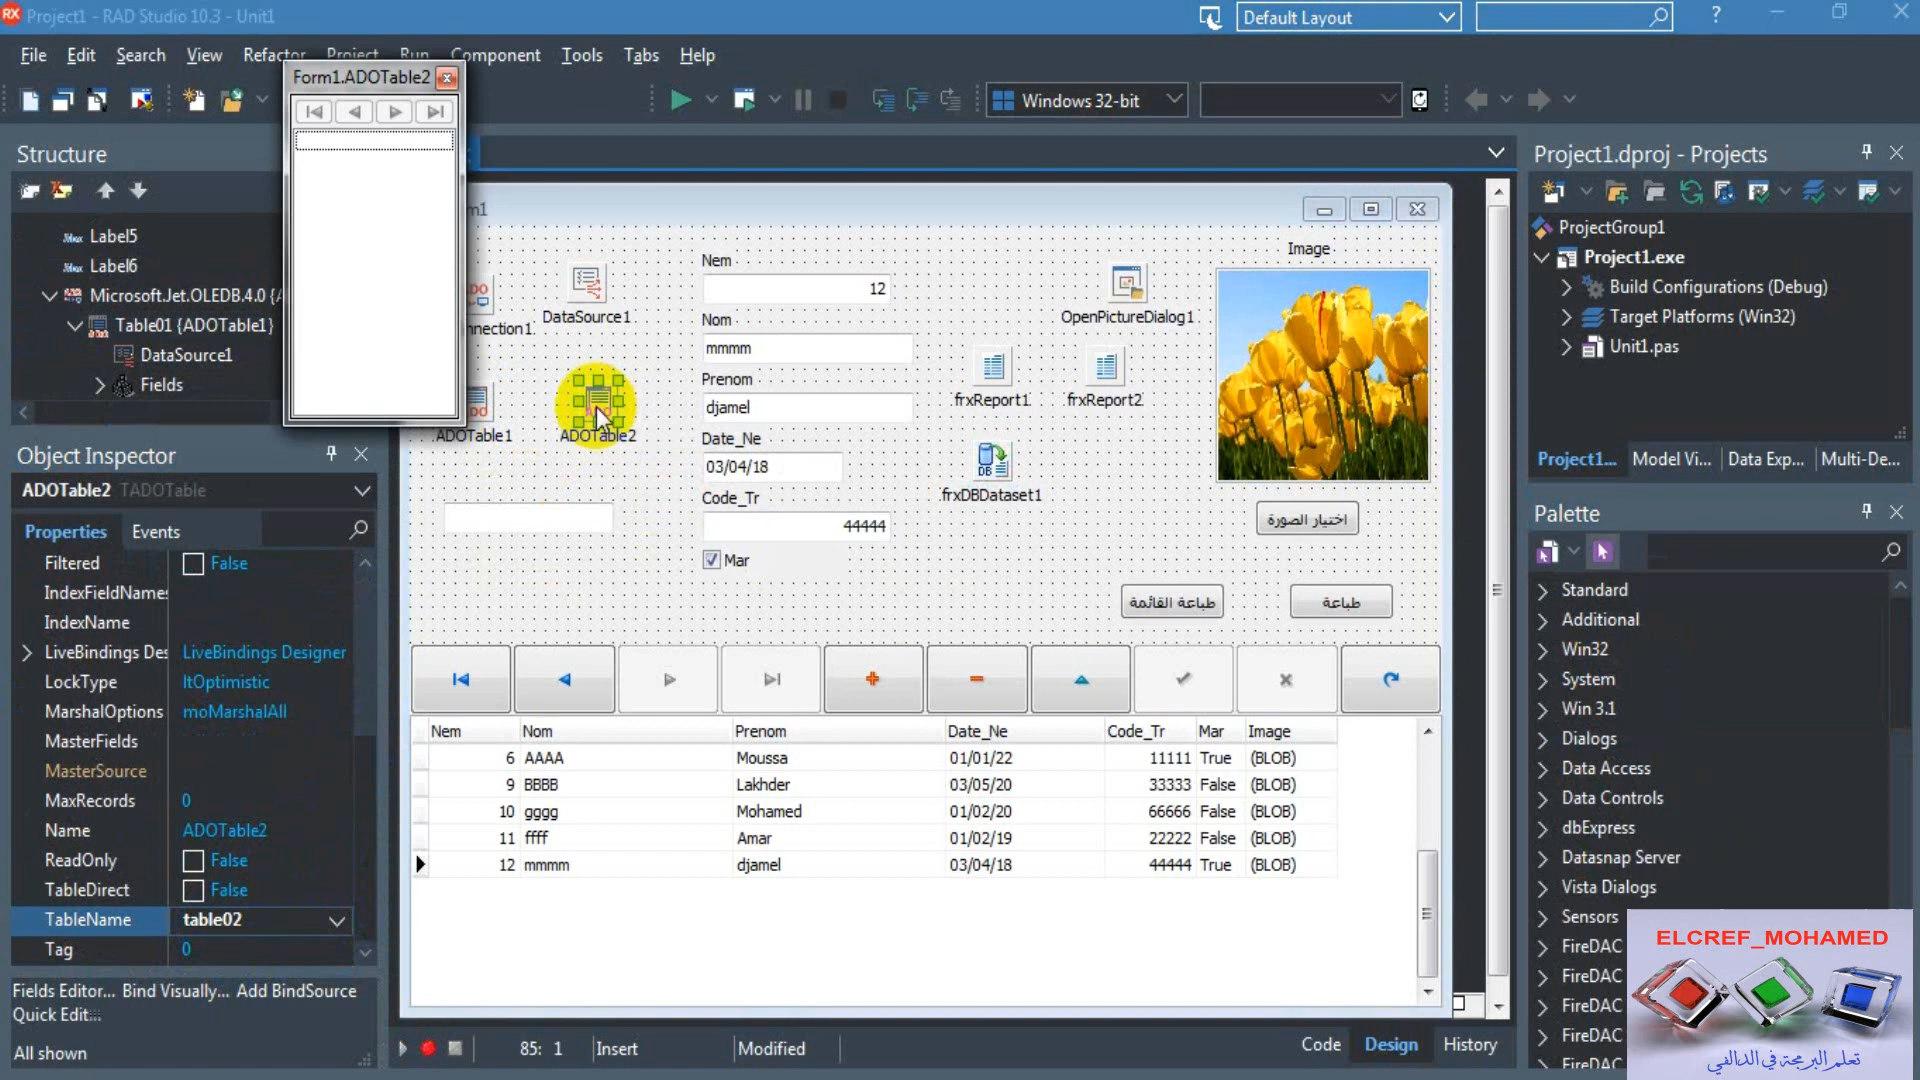 Project1 - RAD Studio 10.3 - Unit1
Default Layout
?
File Edit Search View Refactor Project Run Component Tools Tabs Help
Form1.ADOTable2
Windows 32-bit
Structure
Label5
Label6
Microsoft.Jet.OLEDB.4.0 {
Table01 {ADOTable1}
DataSource1
Fields
Object Inspector
ADOTable2 TADOTable
Properties Events
Filtered False
IndexFieldNames
IndexName
LiveBindings Des LiveBindings Designer
LockType ltOptimistic
MarshalOptions moMarshalAll
MasterFields
MasterSource
MaxRecords 0
Name ADOTable2
ReadOnly False
TableDirect False
TableName table02
Tag 0
Fields Editor... Bind Visually... Add BindSource
Quick Edit...
All shown
m1
nnection1
DataSource1
ADOTable1
ADOTable2
Nem
12
Nom
mmmm
Prenom
djamel
Date_Ne
03/04/18
Code_Tr
44444
Mar
OpenPictureDialog1
frxReport1
frxReport2
DB
frxDBDataset1
Image
اختيار الصورة
طباعة القائمة
طباعة
Nem Nom Prenom Date_Ne Code_Tr Mar Image
6 AAAA Moussa 01/01/22 11111 True (BLOB)
9 BBBB Lakhder 03/05/20 33333 False (BLOB)
10 gggg Mohamed 01/02/20 66666 False (BLOB)
11 ffff Amar 01/02/19 22222 False (BLOB)
12 mmmm djamel 03/04/18 44444 True (BLOB)
85: 1 Insert Modified
Code Design History
Project1.dproj - Projects
ProjectGroup1
Project1.exe
Build Configurations (Debug)
Target Platforms (Win32)
Unit1.pas
Project1... Model Vi... Data Exp... Multi-De...
Palette
Standard
Additional
Win32
System
Win 3.1
Dialogs
Data Access
Data Controls
dbExpress
Datasnap Server
Vista Dialogs
Sensors
FireDAC
FireDAC
FireDAC
FireDAC
FireDAC
ELCREF_MOHAMED
تعلم البرمجة في الدالفي